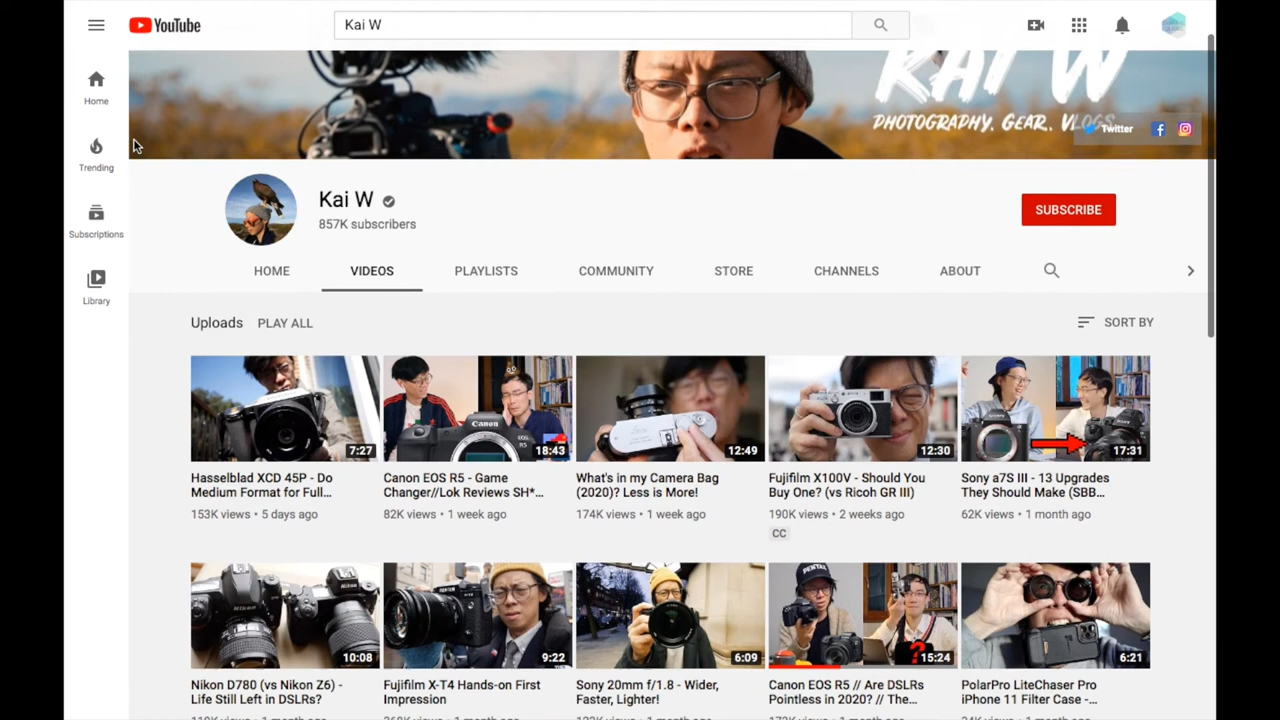 YouTube
Kai W
KAI W
PHOTOGRAPHY. GEAR. VLOGS.
Twitter
Home
Trending
Subscriptions
Library
Kai W
857K subscribers
SUBSCRIBE
HOME VIDEOS PLAYLISTS COMMUNITY STORE CHANNELS ABOUT
Uploads PLAY ALL
SORT BY
Canon
EOS
R5
SONY
7:27
18:43
12:49
12:30
17:31
Hasselblad XCD 45P - Do
Medium Format for Full...
153K views • 5 days ago
Canon EOS R5 - Game
Changer//Lok Reviews SH*...
82K views • 1 week ago
What's in my Camera Bag
(2020)? Less is More!
174K views • 1 week ago
Fujifilm X100V - Should You
Buy One? (vs Ricoh GR III)
190K views • 2 weeks ago
CC
Sony a7S III - 13 Upgrades
They Should Make (SBB...
62K views • 1 month ago
PENTAX
10:08
9:22
6:09
15:24
6:21
Nikon D780 (vs Nikon Z6) -
Life Still Left in DSLRs?
Fujifilm X-T4 Hands-on First
Impression
Sony 20mm f/1.8 - Wider,
Faster, Lighter!
Canon EOS R5 // Are DSLRs
Pointless in 2020? // The...
PolarPro LiteChaser Pro
iPhone 11 Filter Case -...